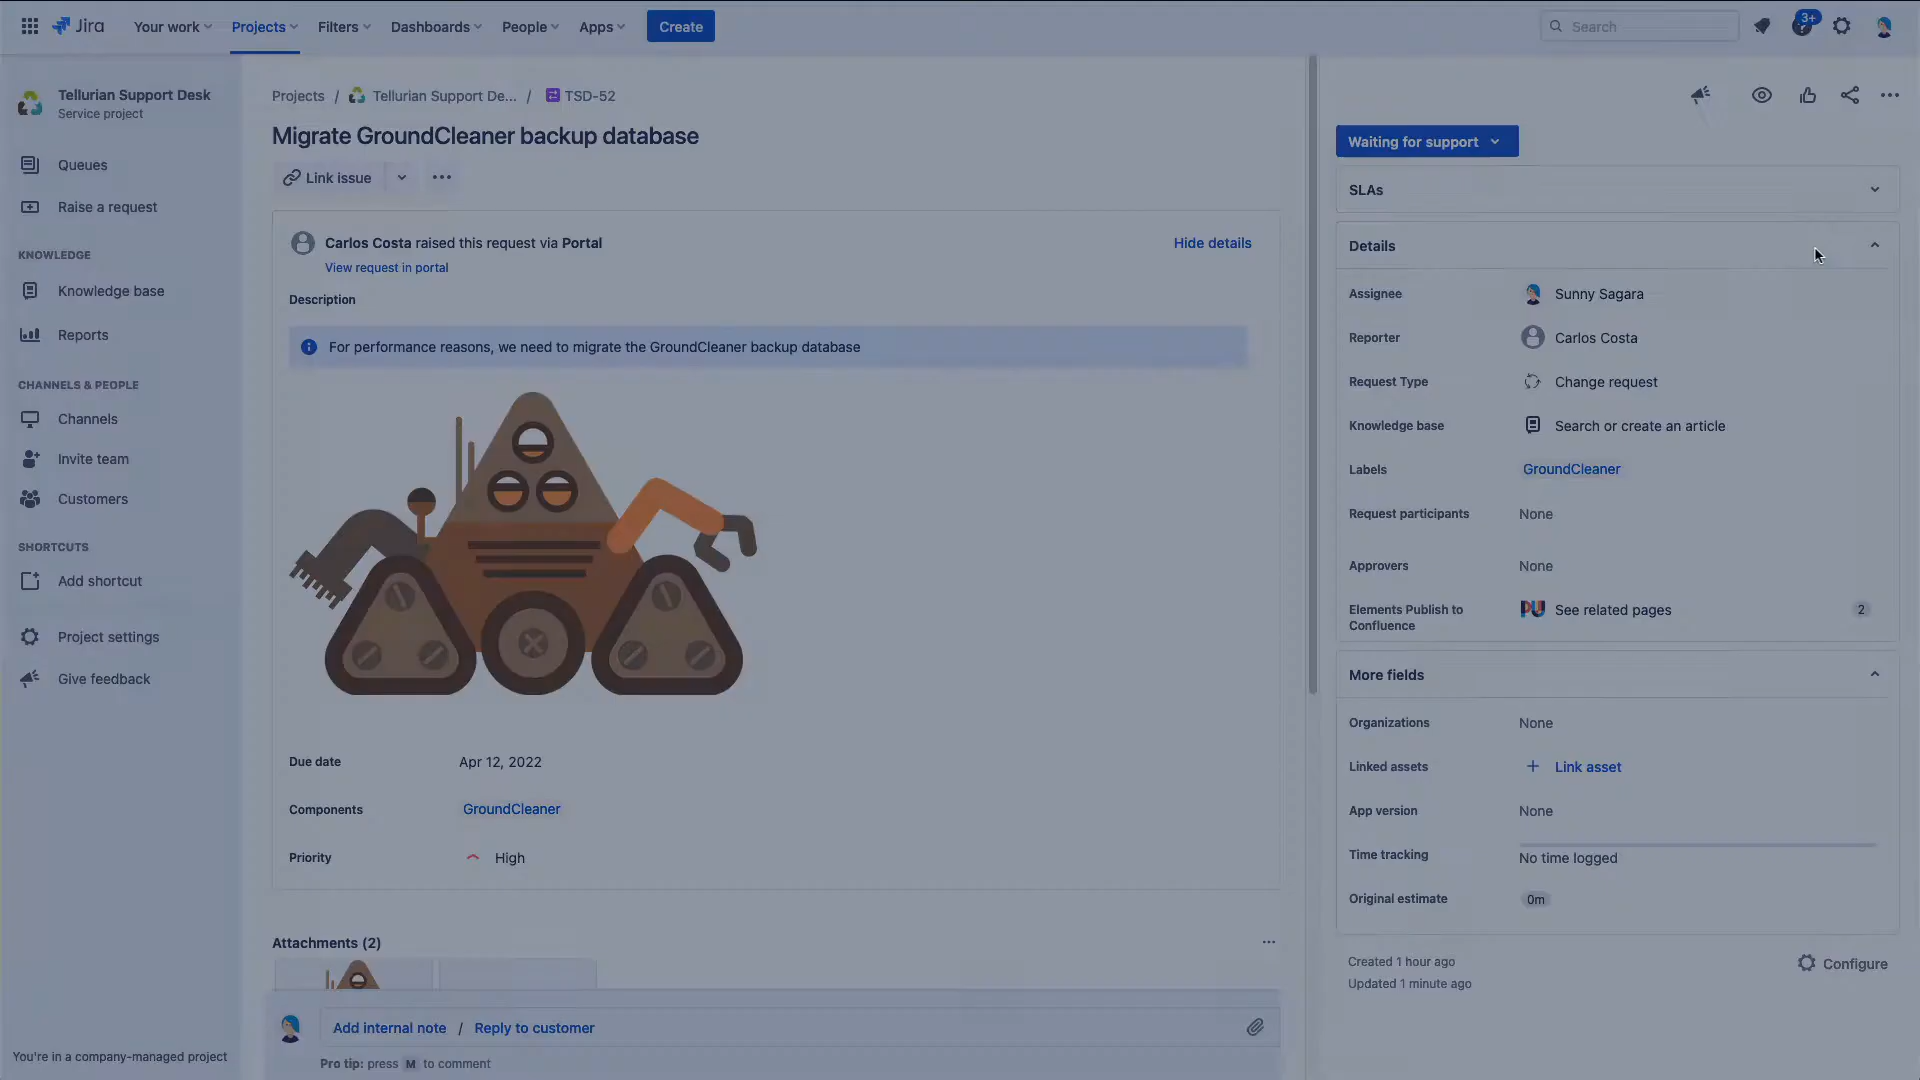 Jira
Your work
Projects
Filters
Dashboards
People
Apps
Create
Search
3+
Tellurian Support Desk
Service project
Queues
Raise a request
KNOWLEDGE
Knowledge base
Reports
CHANNELS & PEOPLE
Channels
Invite team
Customers
SHORTCUTS
Add shortcut
Project settings
Give feedback
You're in a company-managed project
Projects / Tellurian Support De... / TSD-52
Migrate GroundCleaner backup database
Link issue
Carlos Costa raised this request via Portal
Hide details
View request in portal
Description
For performance reasons, we need to migrate the GroundCleaner backup database
Due date Apr 12, 2022
Components GroundCleaner
Priority High
Attachments (2)
Add internal note / Reply to customer
Pro tip: press M to comment
Waiting for support
SLAs
Details
Assignee Sunny Sagara
Reporter Carlos Costa
Request Type Change request
Knowledge base Search or create an article
Labels GroundCleaner
Request participants None
Approvers None
Elements Publish to
Confluence
See related pages 2
More fields
Organizations None
Linked assets + Link asset
App version None
Time tracking No time logged
Original estimate 0m
Created 1 hour ago
Updated 1 minute ago
Configure